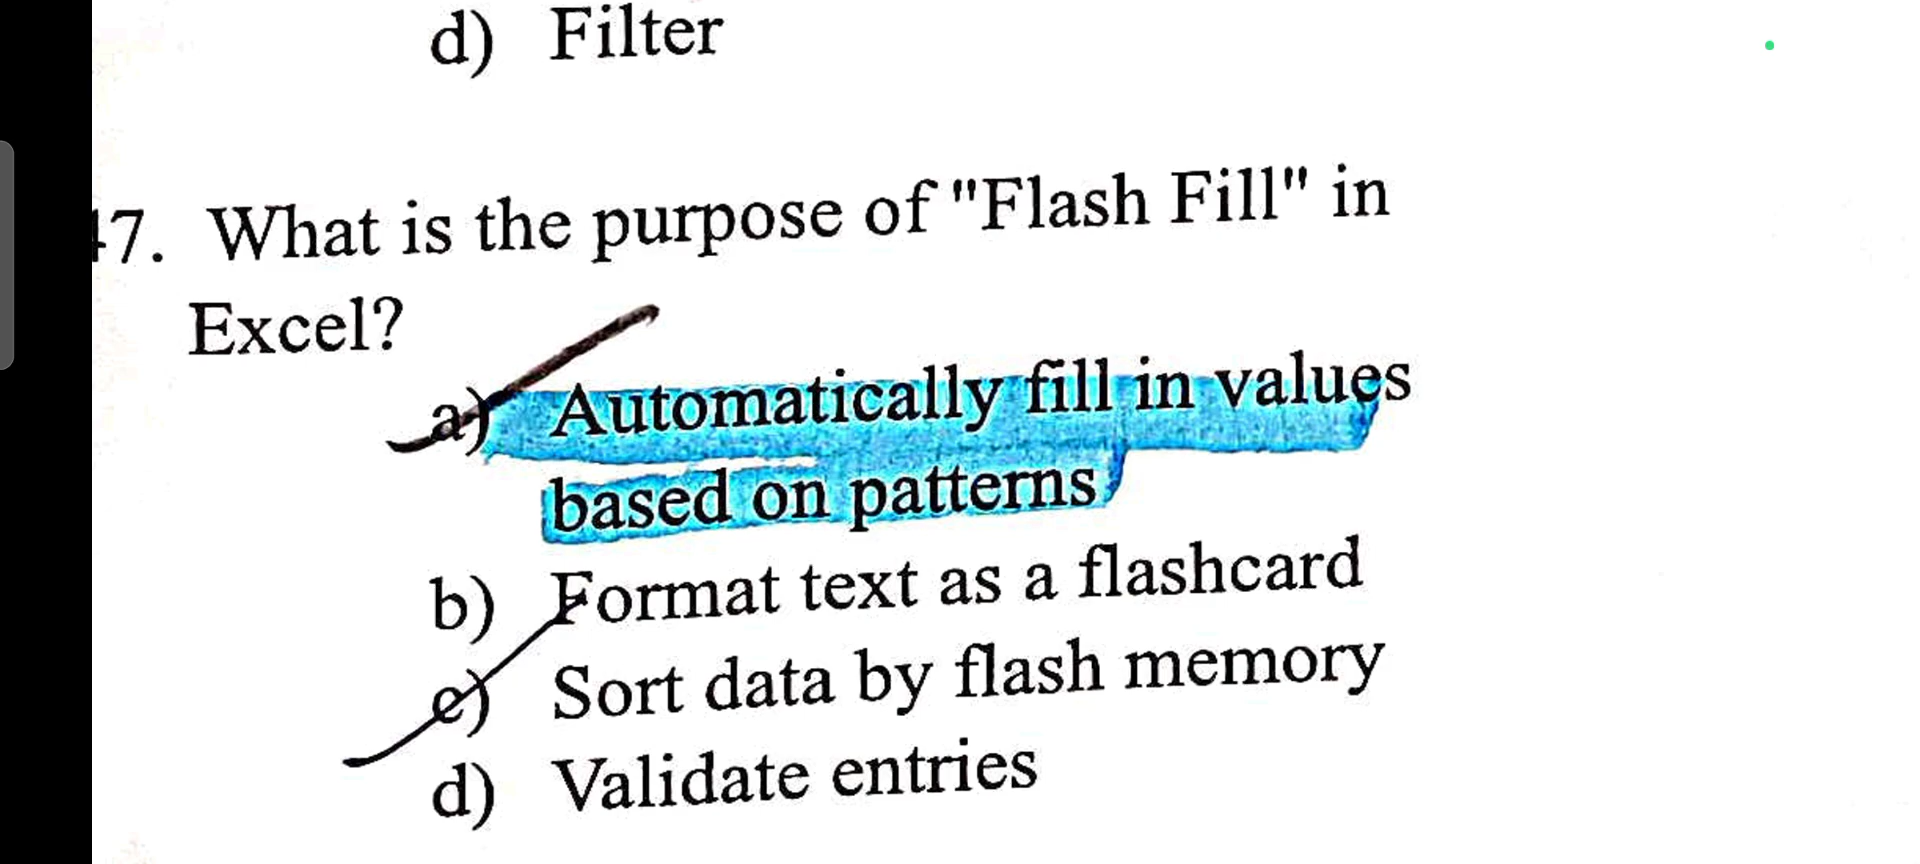 d) Filter
17. What is the purpose of "Flash Fill" in
Excel?
a) Automatically fill in values
based on patterns
b) Format text as a flashcard
c) Sort data by flash memory
d) Validate entries